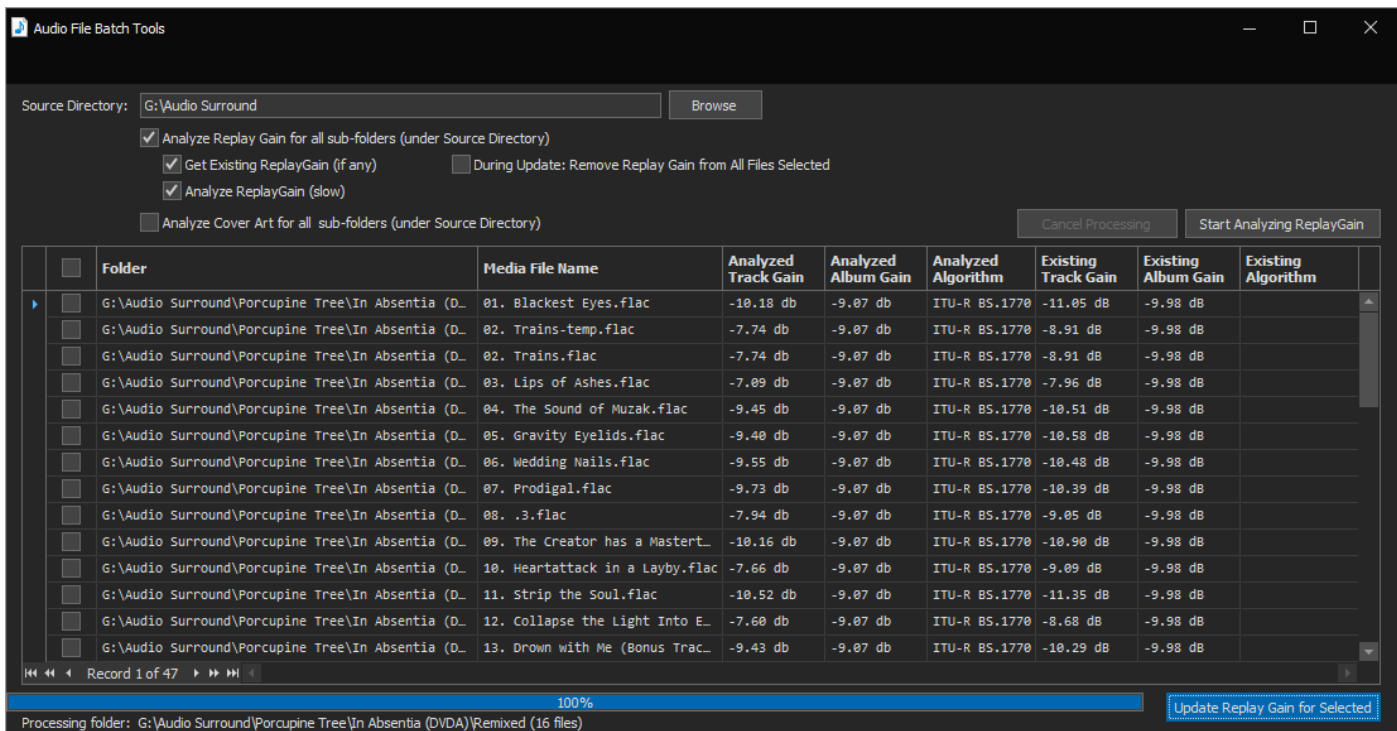 Audio File Batch Tools
Source Directory: G:\Audio Surround Browse
Analyze Replay Gain for all sub-folders (under Source Directory)
Get Existing ReplayGain (if any) During Update: Remove Replay Gain from All Files Selected
Analyze ReplayGain (slow)
Analyze Cover Art for all sub-folders (under Source Directory) Cancel Processing Start Analyzing ReplayGain
Folder Media File Name Analyzed Track Gain Analyzed Album Gain Analyzed Algorithm Existing Track Gain Existing Album Gain Existing Algorithm
G:\Audio Surround\Porcupine Tree\In Absentia (D… 01. Blackest Eyes.flac -10.18 db -9.07 db ITU-R BS.1770 -11.05 dB -9.98 dB
G:\Audio Surround\Porcupine Tree\In Absentia (D… 02. Trains-temp.flac -7.74 db -9.07 db ITU-R BS.1770 -8.91 dB -9.98 dB
G:\Audio Surround\Porcupine Tree\In Absentia (D… 02. Trains.flac -7.74 db -9.07 db ITU-R BS.1770 -8.91 dB -9.98 dB
G:\Audio Surround\Porcupine Tree\In Absentia (D… 03. Lips of Ashes.flac -7.09 db -9.07 db ITU-R BS.1770 -7.96 dB -9.98 dB
G:\Audio Surround\Porcupine Tree\In Absentia (D… 04. The Sound of Muzak.flac -9.45 db -9.07 db ITU-R BS.1770 -10.51 dB -9.98 dB
G:\Audio Surround\Porcupine Tree\In Absentia (D… 05. Gravity Eyelids.flac -9.40 db -9.07 db ITU-R BS.1770 -10.58 dB -9.98 dB
G:\Audio Surround\Porcupine Tree\In Absentia (D… 06. Wedding Nails.flac -9.55 db -9.07 db ITU-R BS.1770 -10.48 dB -9.98 dB
G:\Audio Surround\Porcupine Tree\In Absentia (D… 07. Prodigal.flac -9.73 db -9.07 db ITU-R BS.1770 -10.39 dB -9.98 dB
G:\Audio Surround\Porcupine Tree\In Absentia (D… 08. .3.flac -7.94 db -9.07 db ITU-R BS.1770 -9.05 dB -9.98 dB
G:\Audio Surround\Porcupine Tree\In Absentia (D… 09. The Creator has a Mastert… -10.16 db -9.07 db ITU-R BS.1770 -10.90 dB -9.98 dB
G:\Audio Surround\Porcupine Tree\In Absentia (D… 10. Heartattack in a Layby.flac -7.66 db -9.07 db ITU-R BS.1770 -9.09 dB -9.98 dB
G:\Audio Surround\Porcupine Tree\In Absentia (D… 11. Strip the Soul.flac -10.52 db -9.07 db ITU-R BS.1770 -11.35 dB -9.98 dB
G:\Audio Surround\Porcupine Tree\In Absentia (D… 12. Collapse the Light Into E… -7.60 db -9.07 db ITU-R BS.1770 -8.68 dB -9.98 dB
G:\Audio Surround\Porcupine Tree\In Absentia (D… 13. Drown with Me (Bonus Trac… -9.43 db -9.07 db ITU-R BS.1770 -10.29 dB -9.98 dB
Record 1 of 47
100%
Update Replay Gain for Selected
Processing folder: G:\Audio Surround\Porcupine Tree\In Absentia (DVDA)\Remixed (16 files)